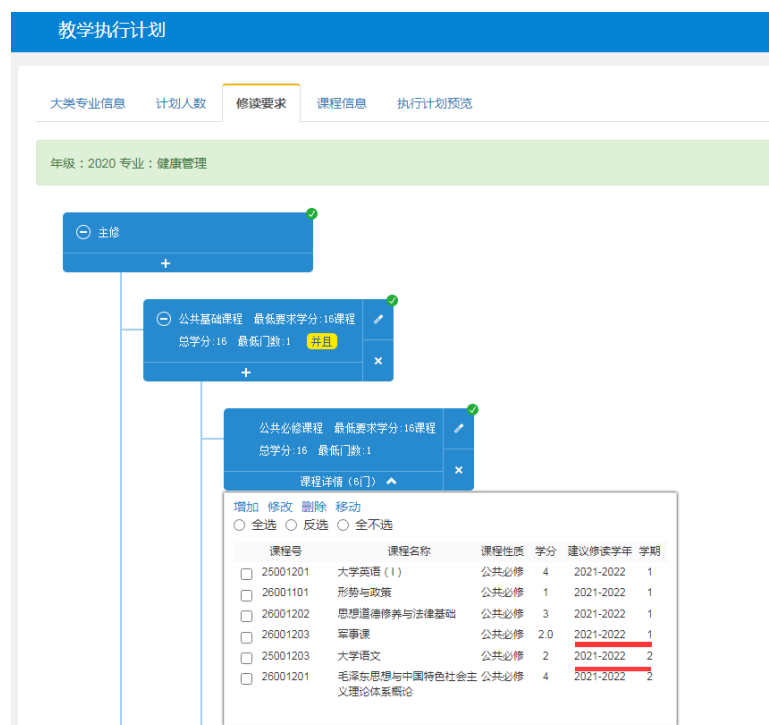 教学执行计划
大类专业信息 计划人数 修读要求 课程信息 执行计划预览
年级：2020 专业：健康管理
主修
+
公共基础课程 最低要求学分:16课程
总学分:16 最低门数:1 并且
+
公共必修课程 最低要求学分:16课程
总学分:16 最低门数:1
课程详情（6门）
增加 修改 删除 移动
全选 反选 全不选
课程号 课程名称 课程性质 学分 建议修读学年 学期
25001201 大学英语（I） 公共必修 4 2021-2022 1
26001101 形势与政策 公共必修 1 2021-2022 1
26001202 思想道德修养与法律基础 公共必修 3 2021-2022 1
26001203 军事课 公共必修 2.0 2021-2022 1
25001203 大学语文 公共必修 2 2021-2022 2
26001201 毛泽东思想与中国特色社会主 公共必修 4 2021-2022 2
义理论体系概论